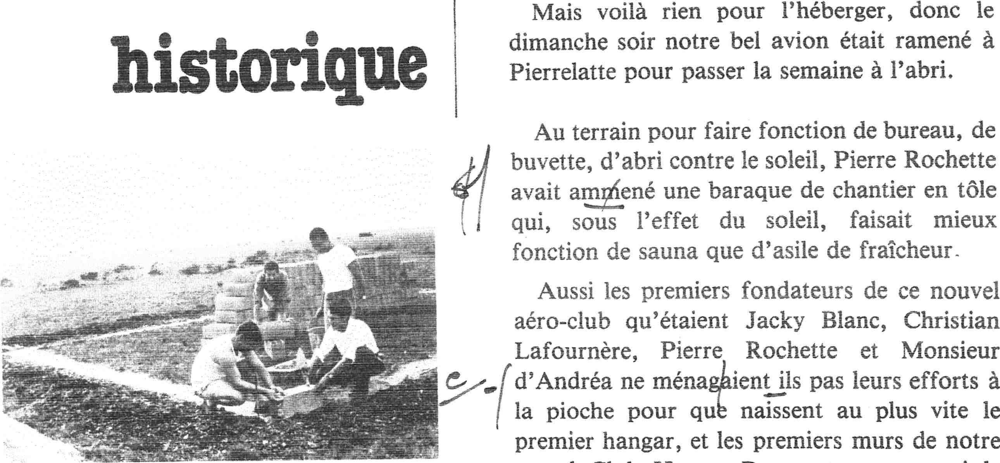 historique
Mais voilà rien pour l'héberger, donc le
dimanche soir notre bel avion était ramené à
Pierrelatte pour passer la semaine à l'abri.
Au terrain pour faire fonction de bureau, de
buvette, d'abri contre le soleil, Pierre Rochette
avait ammené une baraque de chantier en tôle
qui, sous l'effet du soleil, faisait mieux
fonction de sauna que d'asile de fraîcheur.
Aussi les premiers fondateurs de ce nouvel
aéro-club qu'étaient Jacky Blanc, Christian
Lafournère, Pierre Rochette et Monsieur
e -
d'Andréa ne ménagaient ils pas leurs efforts à
la pioche pour que naissent au plus vite le
premier hangar, et les premiers murs de notre